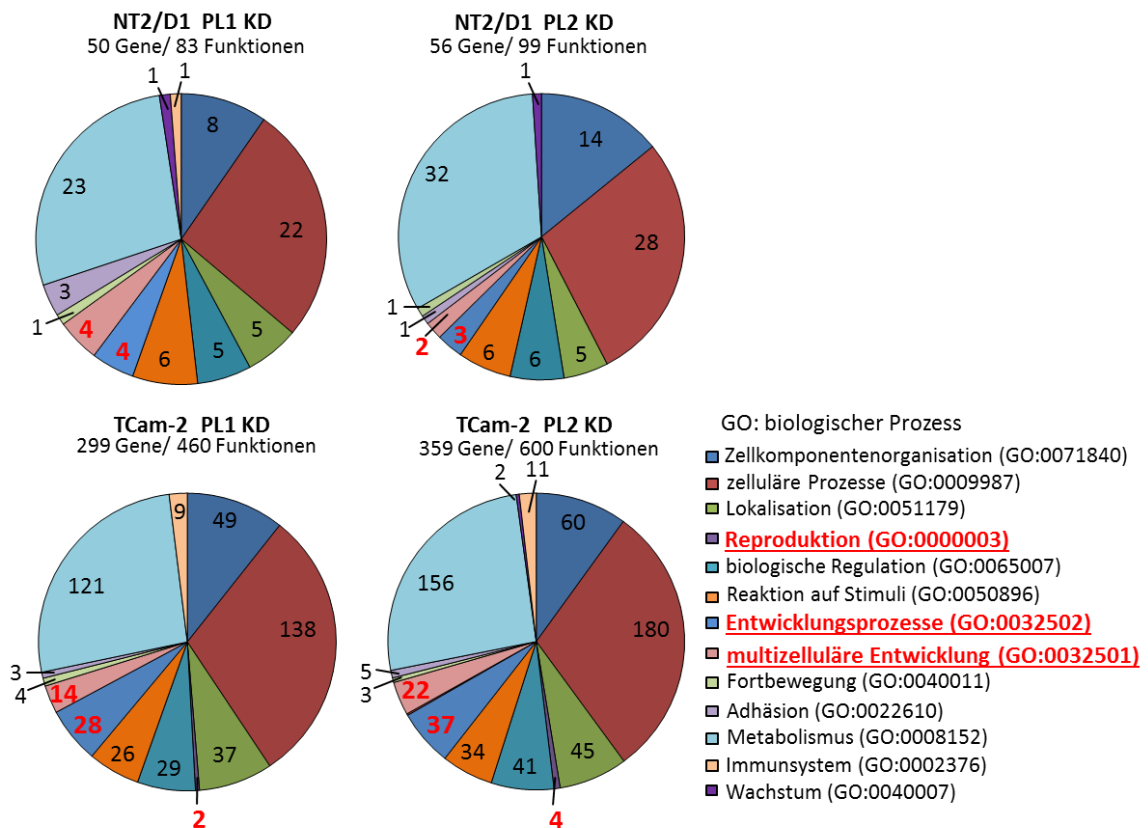 NT2/D1 PL1 KD
50 Gene/ 83 Funktionen
1
1
8
22
5
5
6
4
4
1
3
23
NT2/D1 PL2 KD
56 Gene/ 99 Funktionen
1
14
28
5
6
6
3
2
1
1
32
TCam-2 PL1 KD
299 Gene/ 460 Funktionen
9
49
138
37
2
29
26
28
14
4
3
121
TCam-2 PL2 KD
359 Gene/ 600 Funktionen
2
11
60
180
45
4
41
34
37
22
3
5
156
GO: biologischer Prozess
Zellkomponentenorganisation (GO:0071840)
zelluläre Prozesse (GO:0009987)
Lokalisation (GO:0051179)
Reproduktion (GO:0000003)
biologische Regulation (GO:0065007)
Reaktion auf Stimuli (GO:0050896)
Entwicklungsprozesse (GO:0032502)
multizelluläre Entwicklung (GO:0032501)
Fortbewegung (GO:0040011)
Adhäsion (GO:0022610)
Metabolismus (GO:0008152)
Immunsystem (GO:0002376)
Wachstum (GO:0040007)